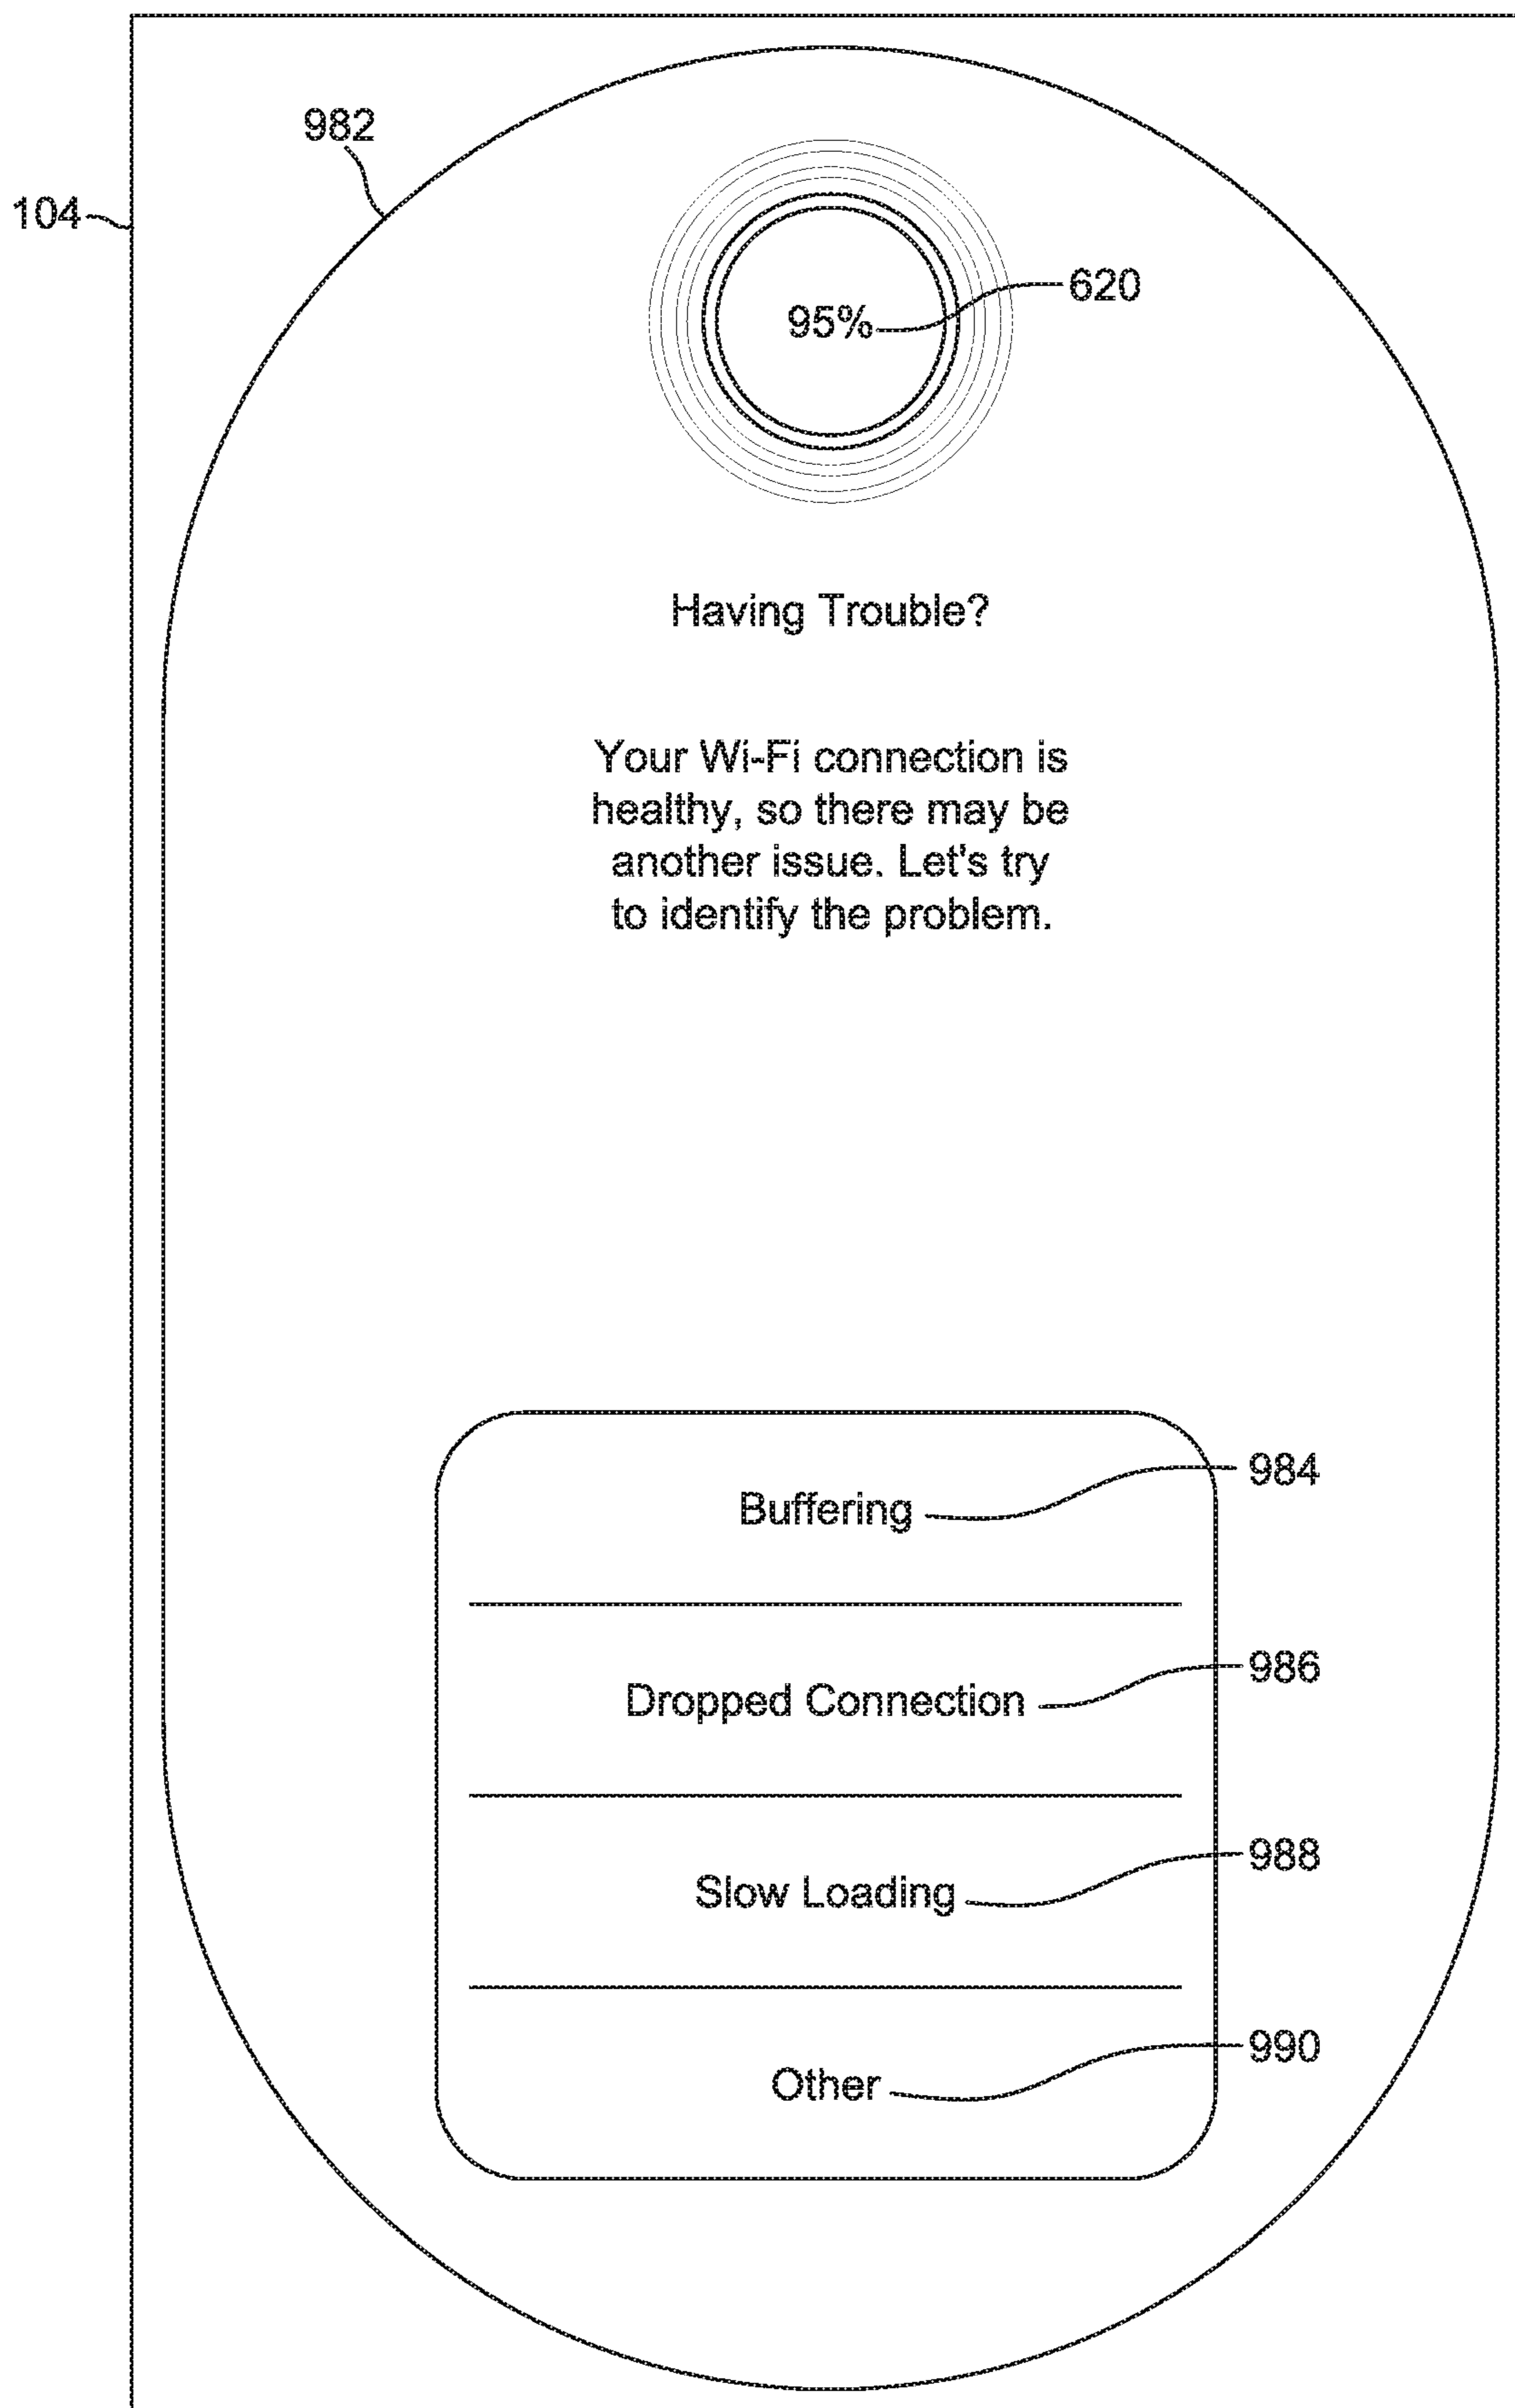 982
104
620
95%
Having Trouble?
Your Wi-Fi connection is
healthy, so there may be
another issue. Let's try
to identify the problem.
984
Buffering
986
Dropped Connection
988
Slow Loading
990
Other